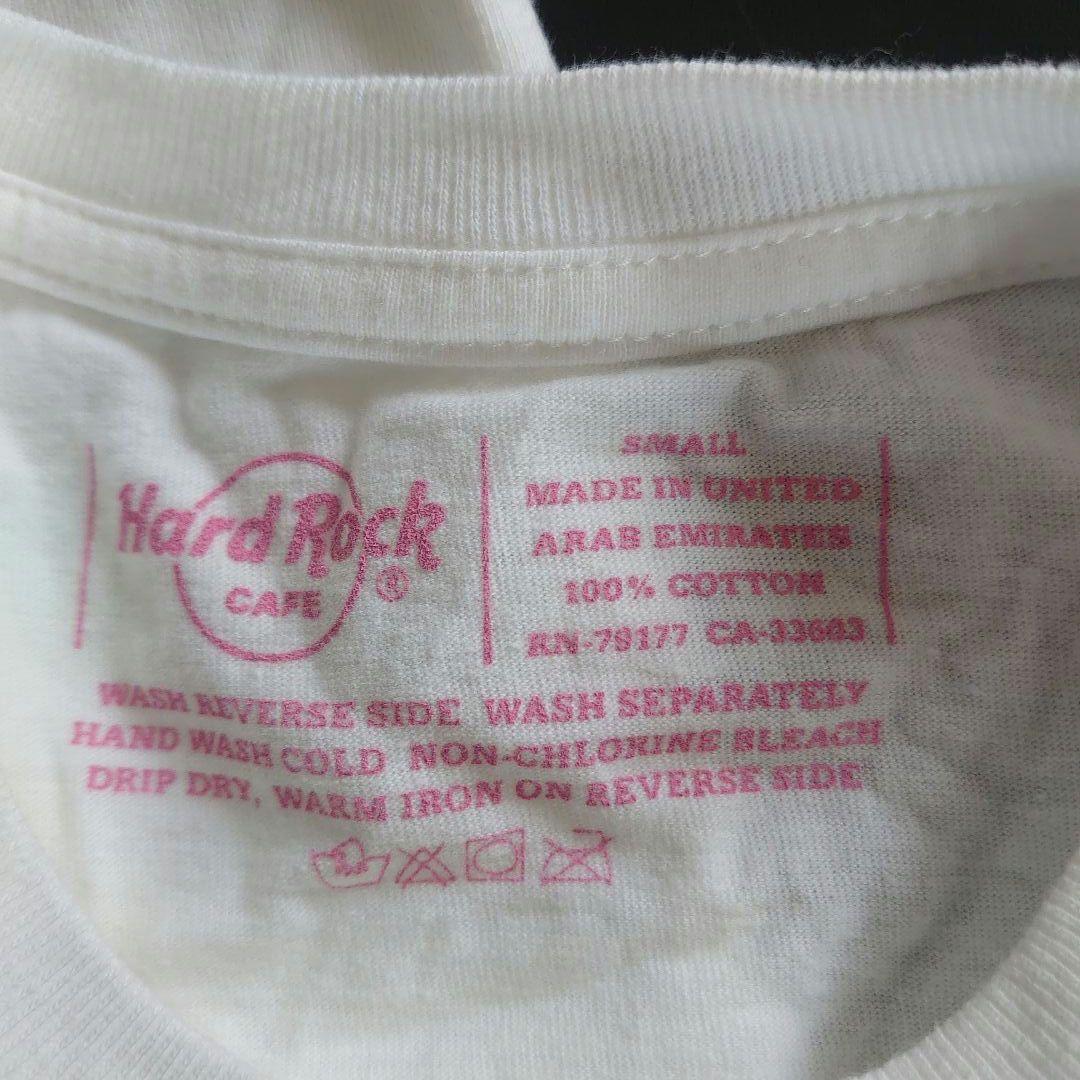 Hard Rock
CAFE
®
SMALL
MADE IN UNITED
ARAB EMIRATES
100% COTTON
RN-79177 CA-33663
WASH REVERSE SIDE WASH SEPARATELY
HAND WASH COLD NON-CHLORINE BLEACH
DRIP DRY, WARM IRON ON REVERSE SIDE